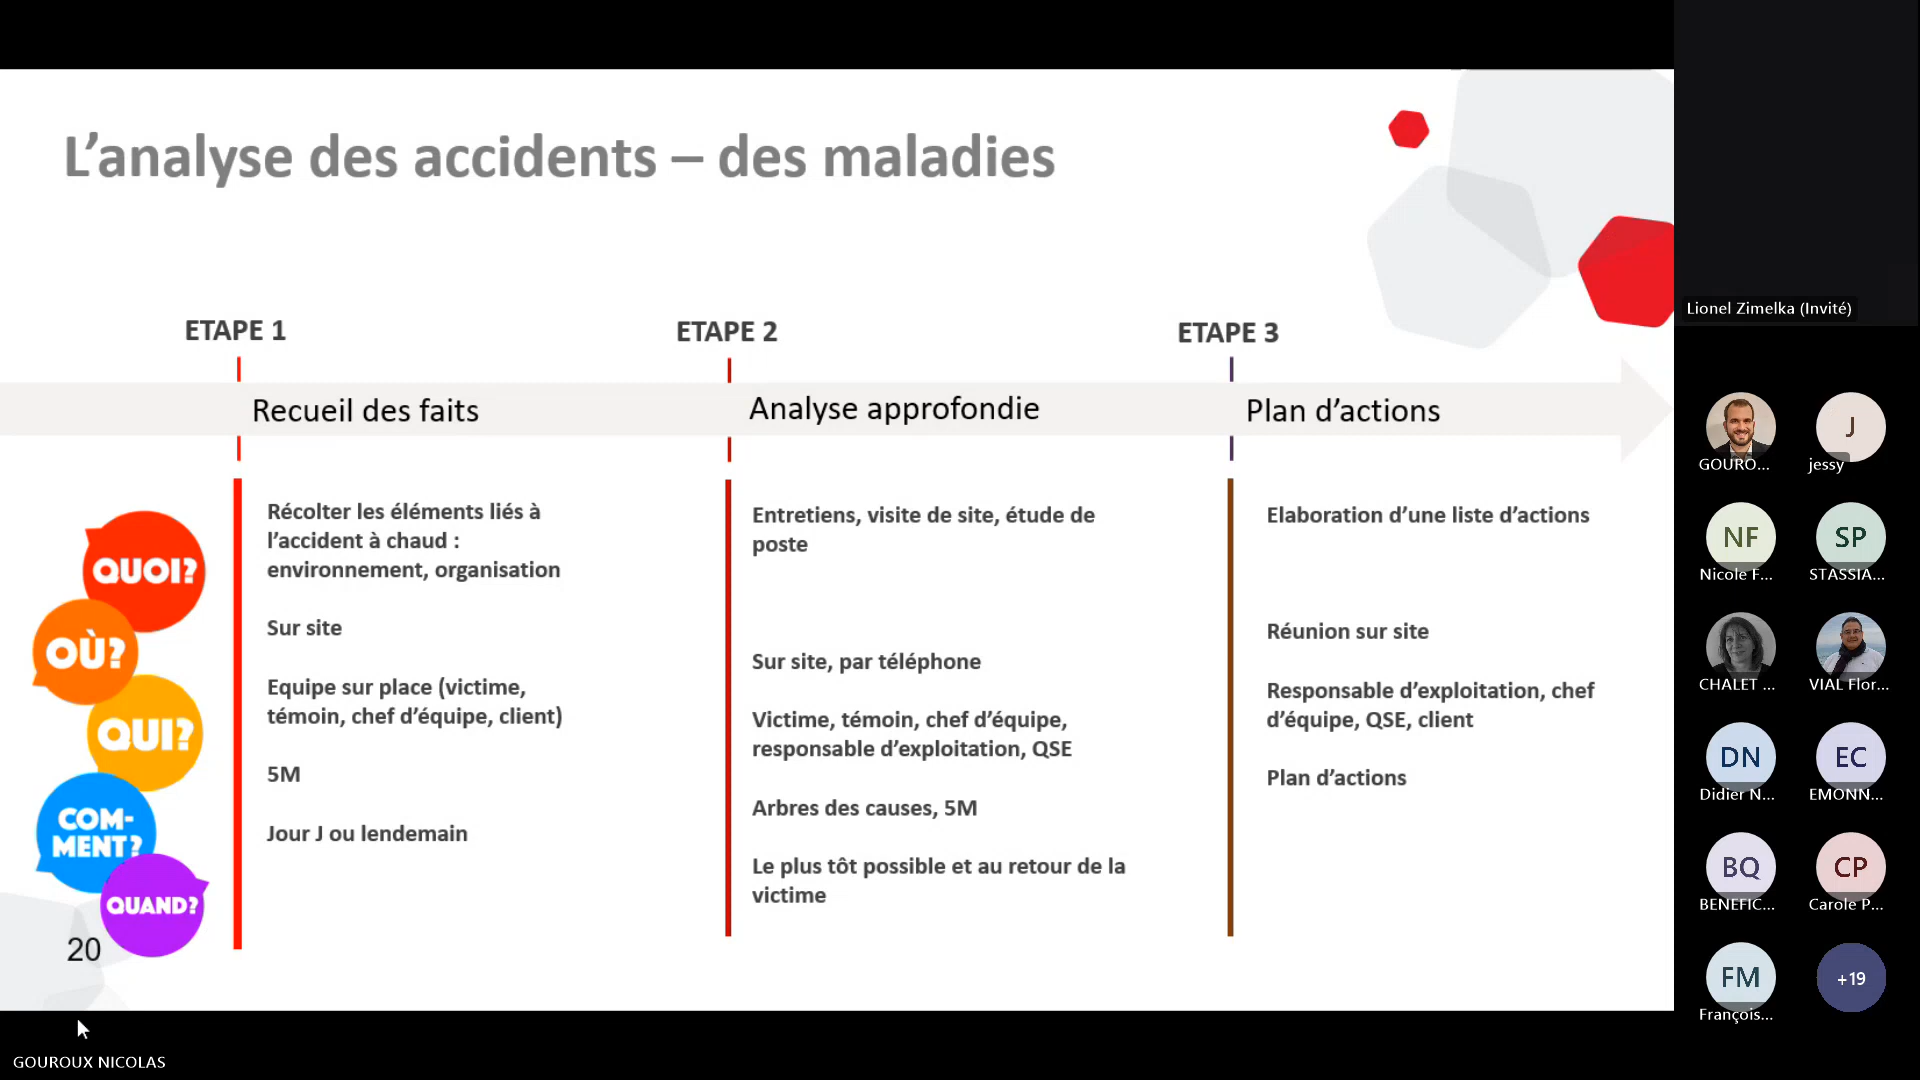 L’analyse des accidents – des maladies
ETAPE 1
ETAPE 2
ETAPE 3
Recueil des faits
Analyse approfondie
Plan d’actions
QUOI?
OÙ?
QUI?
COM-
MENT?
QUAND?
Récolter les éléments liés à
l’accident à chaud :
environnement, organisation
Sur site
Equipe sur place (victime,
témoin, chef d’équipe, client)
5M
Jour J ou lendemain
Entretiens, visite de site, étude de
poste
Sur site, par téléphone
Victime, témoin, chef d’équipe,
responsable d’exploitation, QSE
Arbres des causes, 5M
Le plus tôt possible et au retour de la
victime
Elaboration d’une liste d’actions
Réunion sur site
Responsable d’exploitation, chef
d’équipe, QSE, client
Plan d’actions
20
GOUROUX NICOLAS
Lionel Zimelka (Invité)
GOURO...
J
jessy
NF
Nicole F...
SP
STASSIA...
CHALET ...
VIAL Flor...
DN
Didier N...
EC
EMONN...
BQ
BENEFIC...
CP
Carole P...
FM
François...
+19